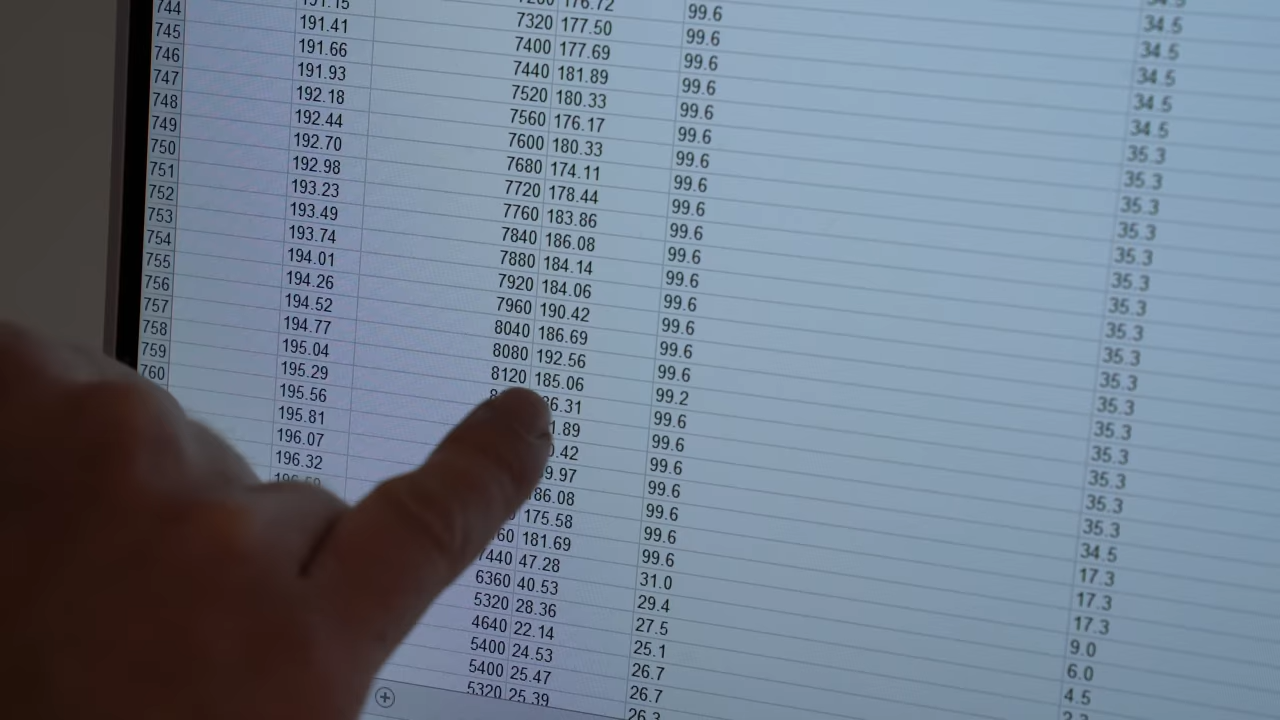 34.5
34.5
176.72 99.6 34.5
191.15 7320 177.50 99.6 34.5
744 191.41 7400 177.69 99.6 34.5
745 191.66 7440 181.89 99.6 34.5
746 191.93 7520 180.33 99.6 35.3
747 192.18 7560 176.17 99.6 35.3
748 192.44 7600 180.33 99.6 35.3
749 192.70 7680 174.11 99.6 35.3
750 192.98 7720 178.44 99.6 35.3
751 193.23 7760 183.86 99.6 35.3
752 193.49 7840 186.08 99.6 35.3
753 193.74 7880 184.14 99.6 35.3
754 194.01 7920 184.06 99.6 35.3
755 194.26 7960 190.42 99.6 35.3
756 194.52 8040 186.69 99.6 35.3
757 194.77 8080 192.56 99.6 35.3
758 195.04 8120 185.06 99.2 35.3
759 195.29 99.6 35.3
760 195.56 99.6 35.3
195.81 99.6 35.3
196.07 99.6 34.5
196.32 186.08 99.6 17.3
175.58 99.6 17.3
181.69 99.6 17.3
7440 47.28 31.0 9.0
6360 40.53 29.4 6.0
5320 28.36 27.5 4.5
4640 22.14 25.1
5400 24.53 26.7
5400 25.47 26.7
5320 25.39 26.3